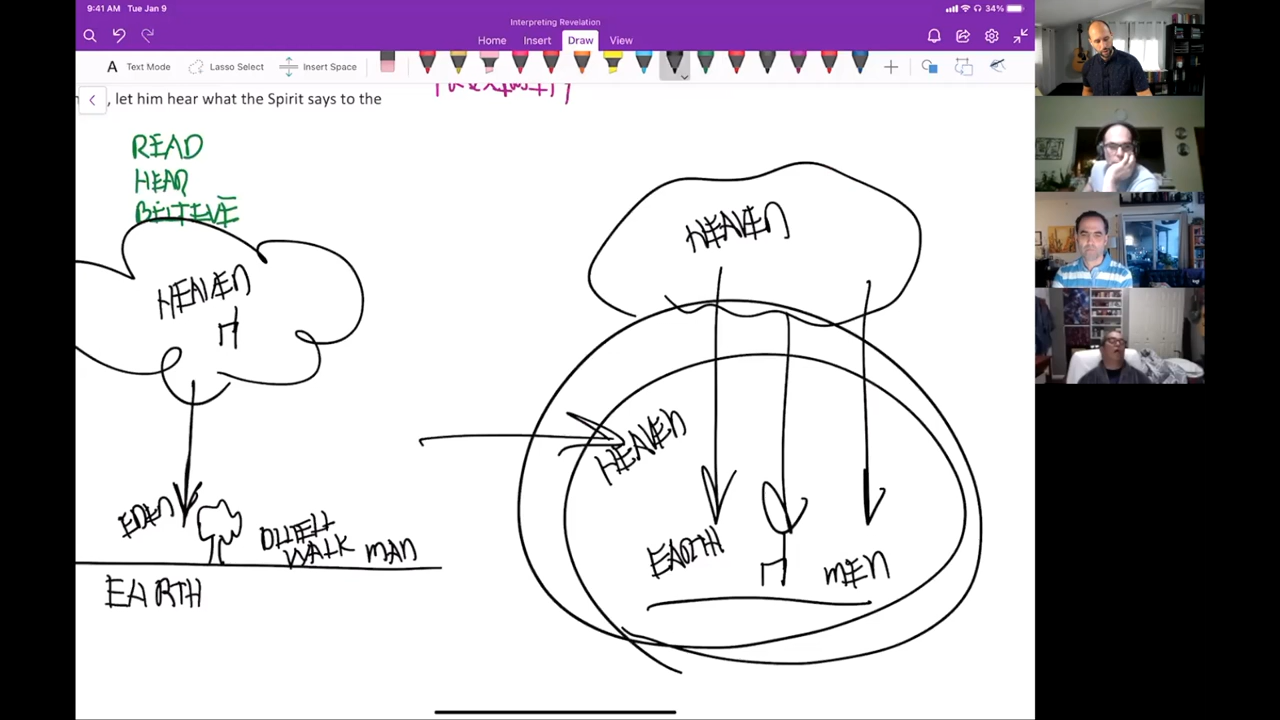 9:41 AM Tue Jan 9
34%
Interpreting Revelation
Home Insert Draw View
A Text Mode Lasso Select Insert Space
, let him hear what the Spirit says to the
READ
HEAR
BELIEVE
HEAVEN
HEAVEN
HEAVEN
EDEN
DWELL
WALK MAN
EARTH
EARTH
MEN